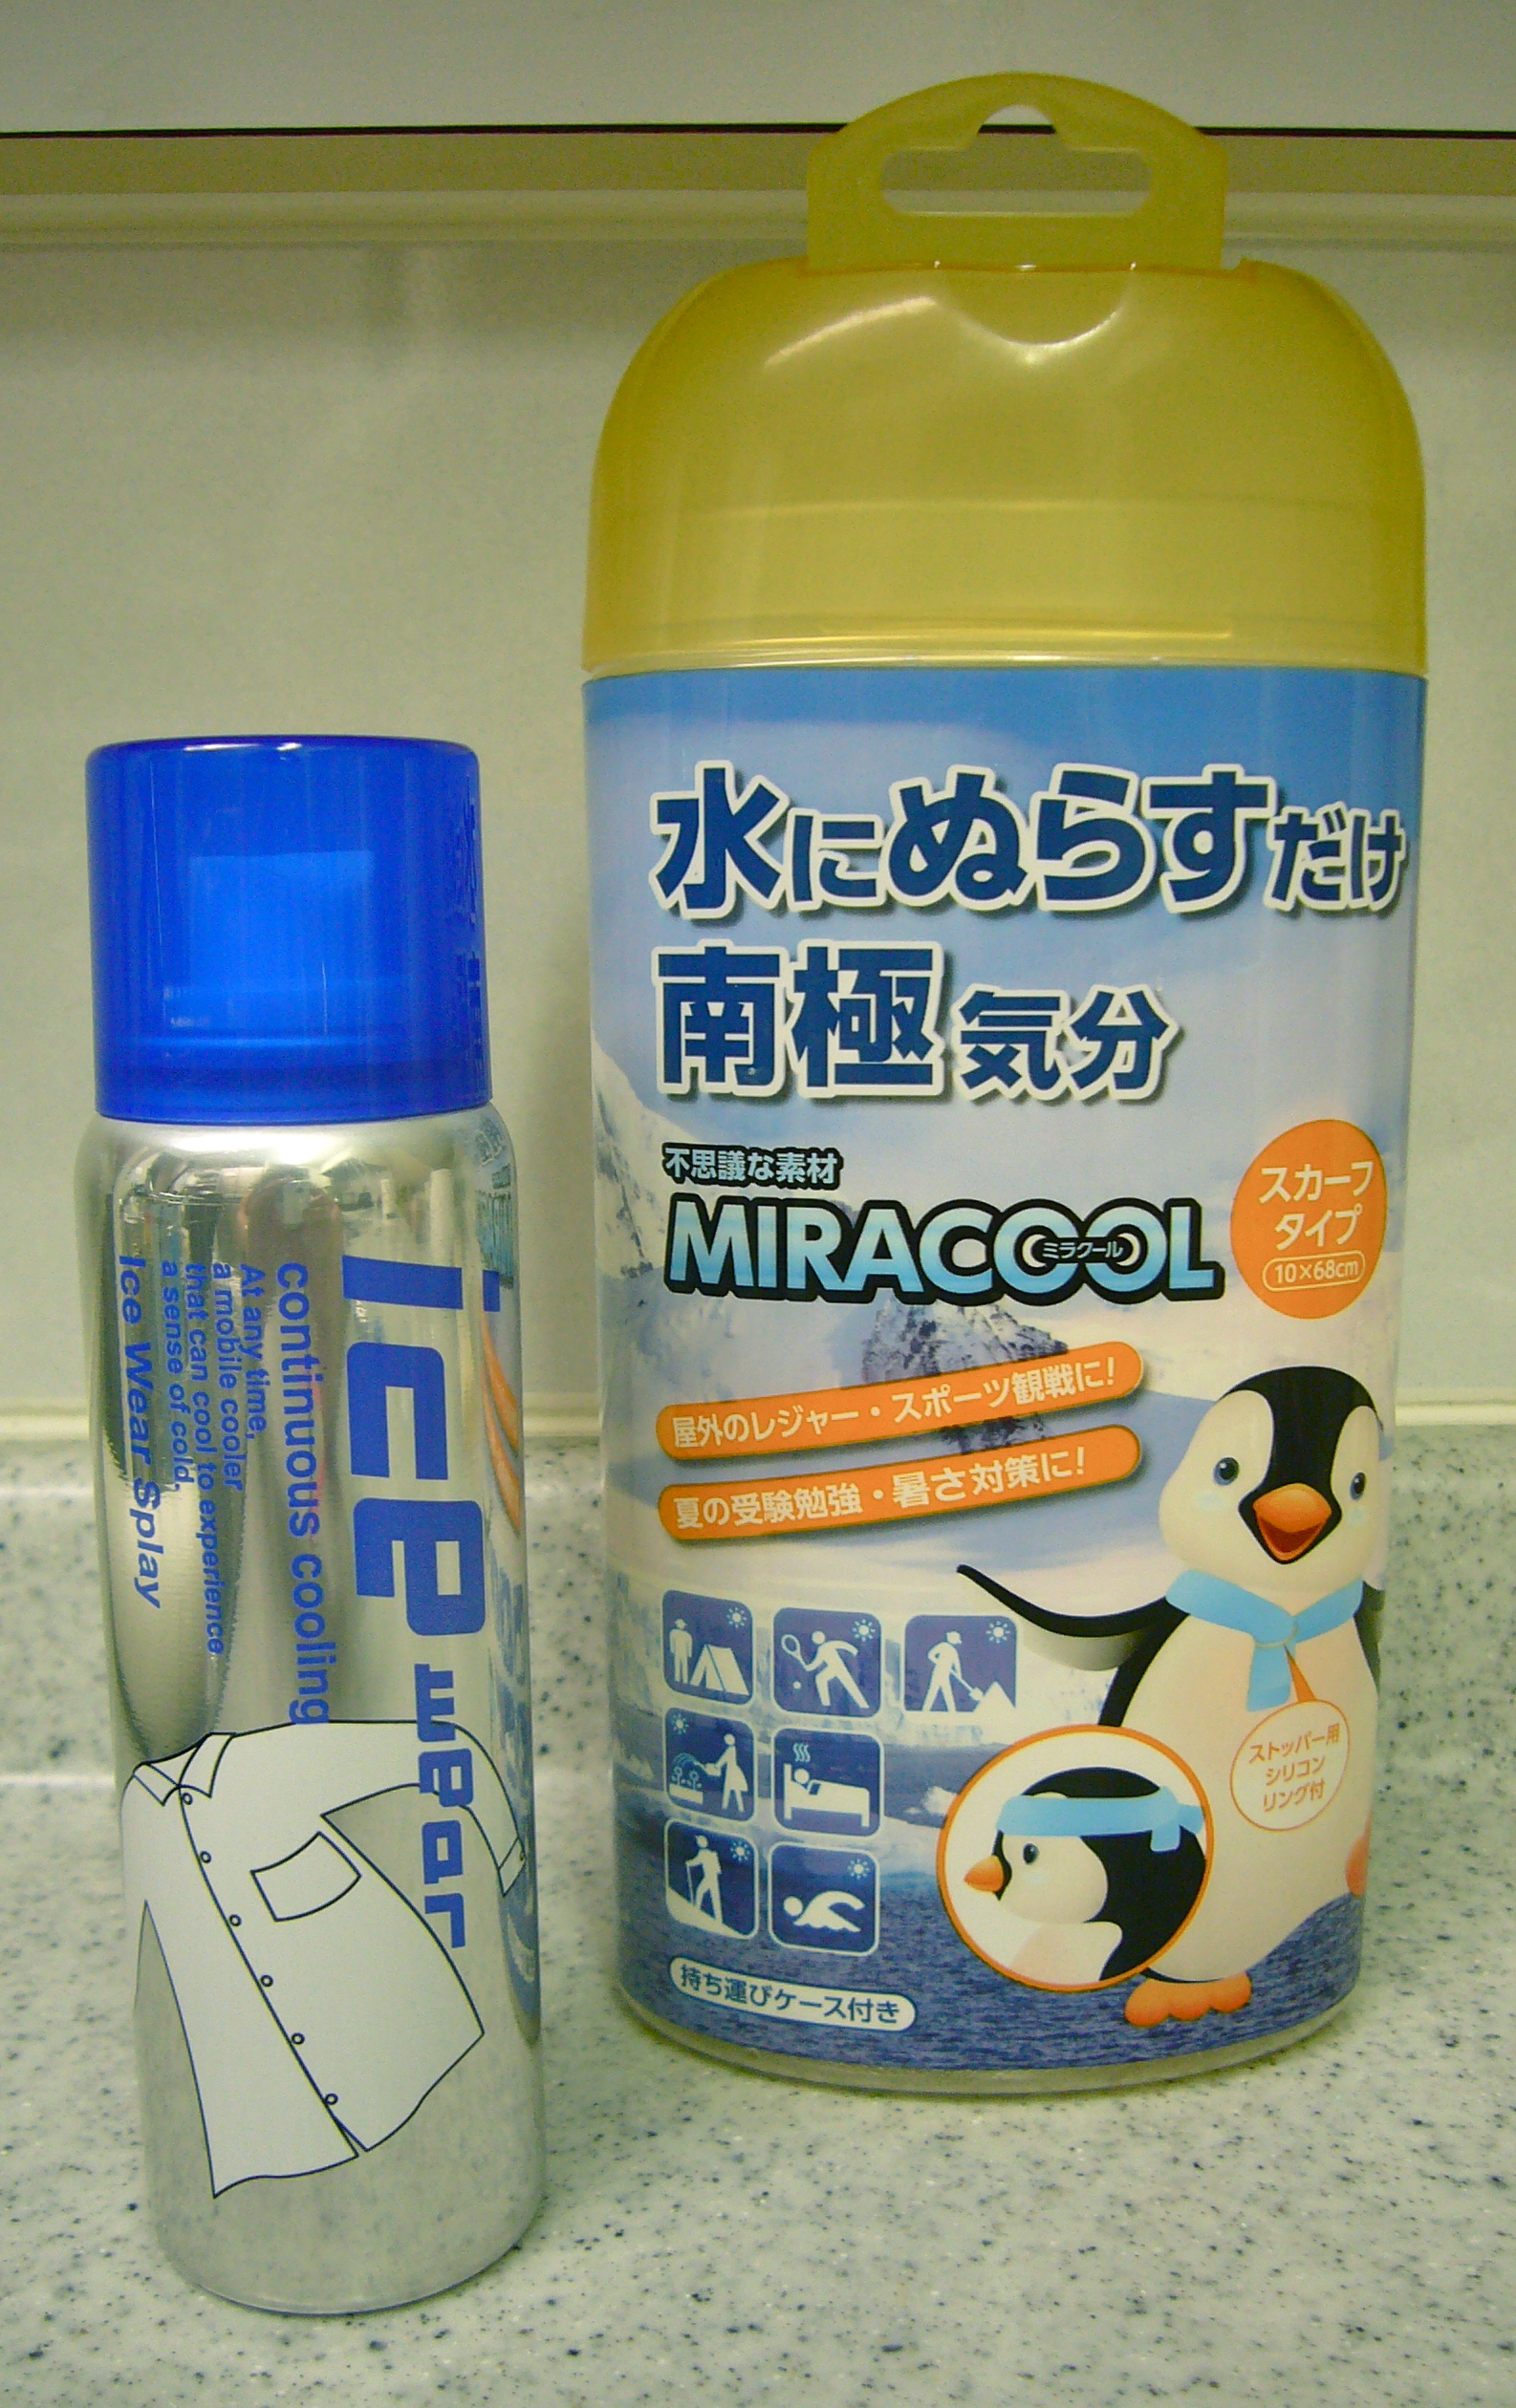 ice wear
continuous cooling
At any time,
a mobile cooler
that can cool to experience
a sense of cold,
Ice Wear Splay
水にぬらすだけ
南極気分
不思議な素材
MIRACOOL
ミラクール
スカーフ
タイプ
10×68cm
屋外のレジャー・スポーツ観戦に!
夏の受験勉強・暑さ対策に!
ストッパー用
シリコン
リング付
持ち運びケース付き